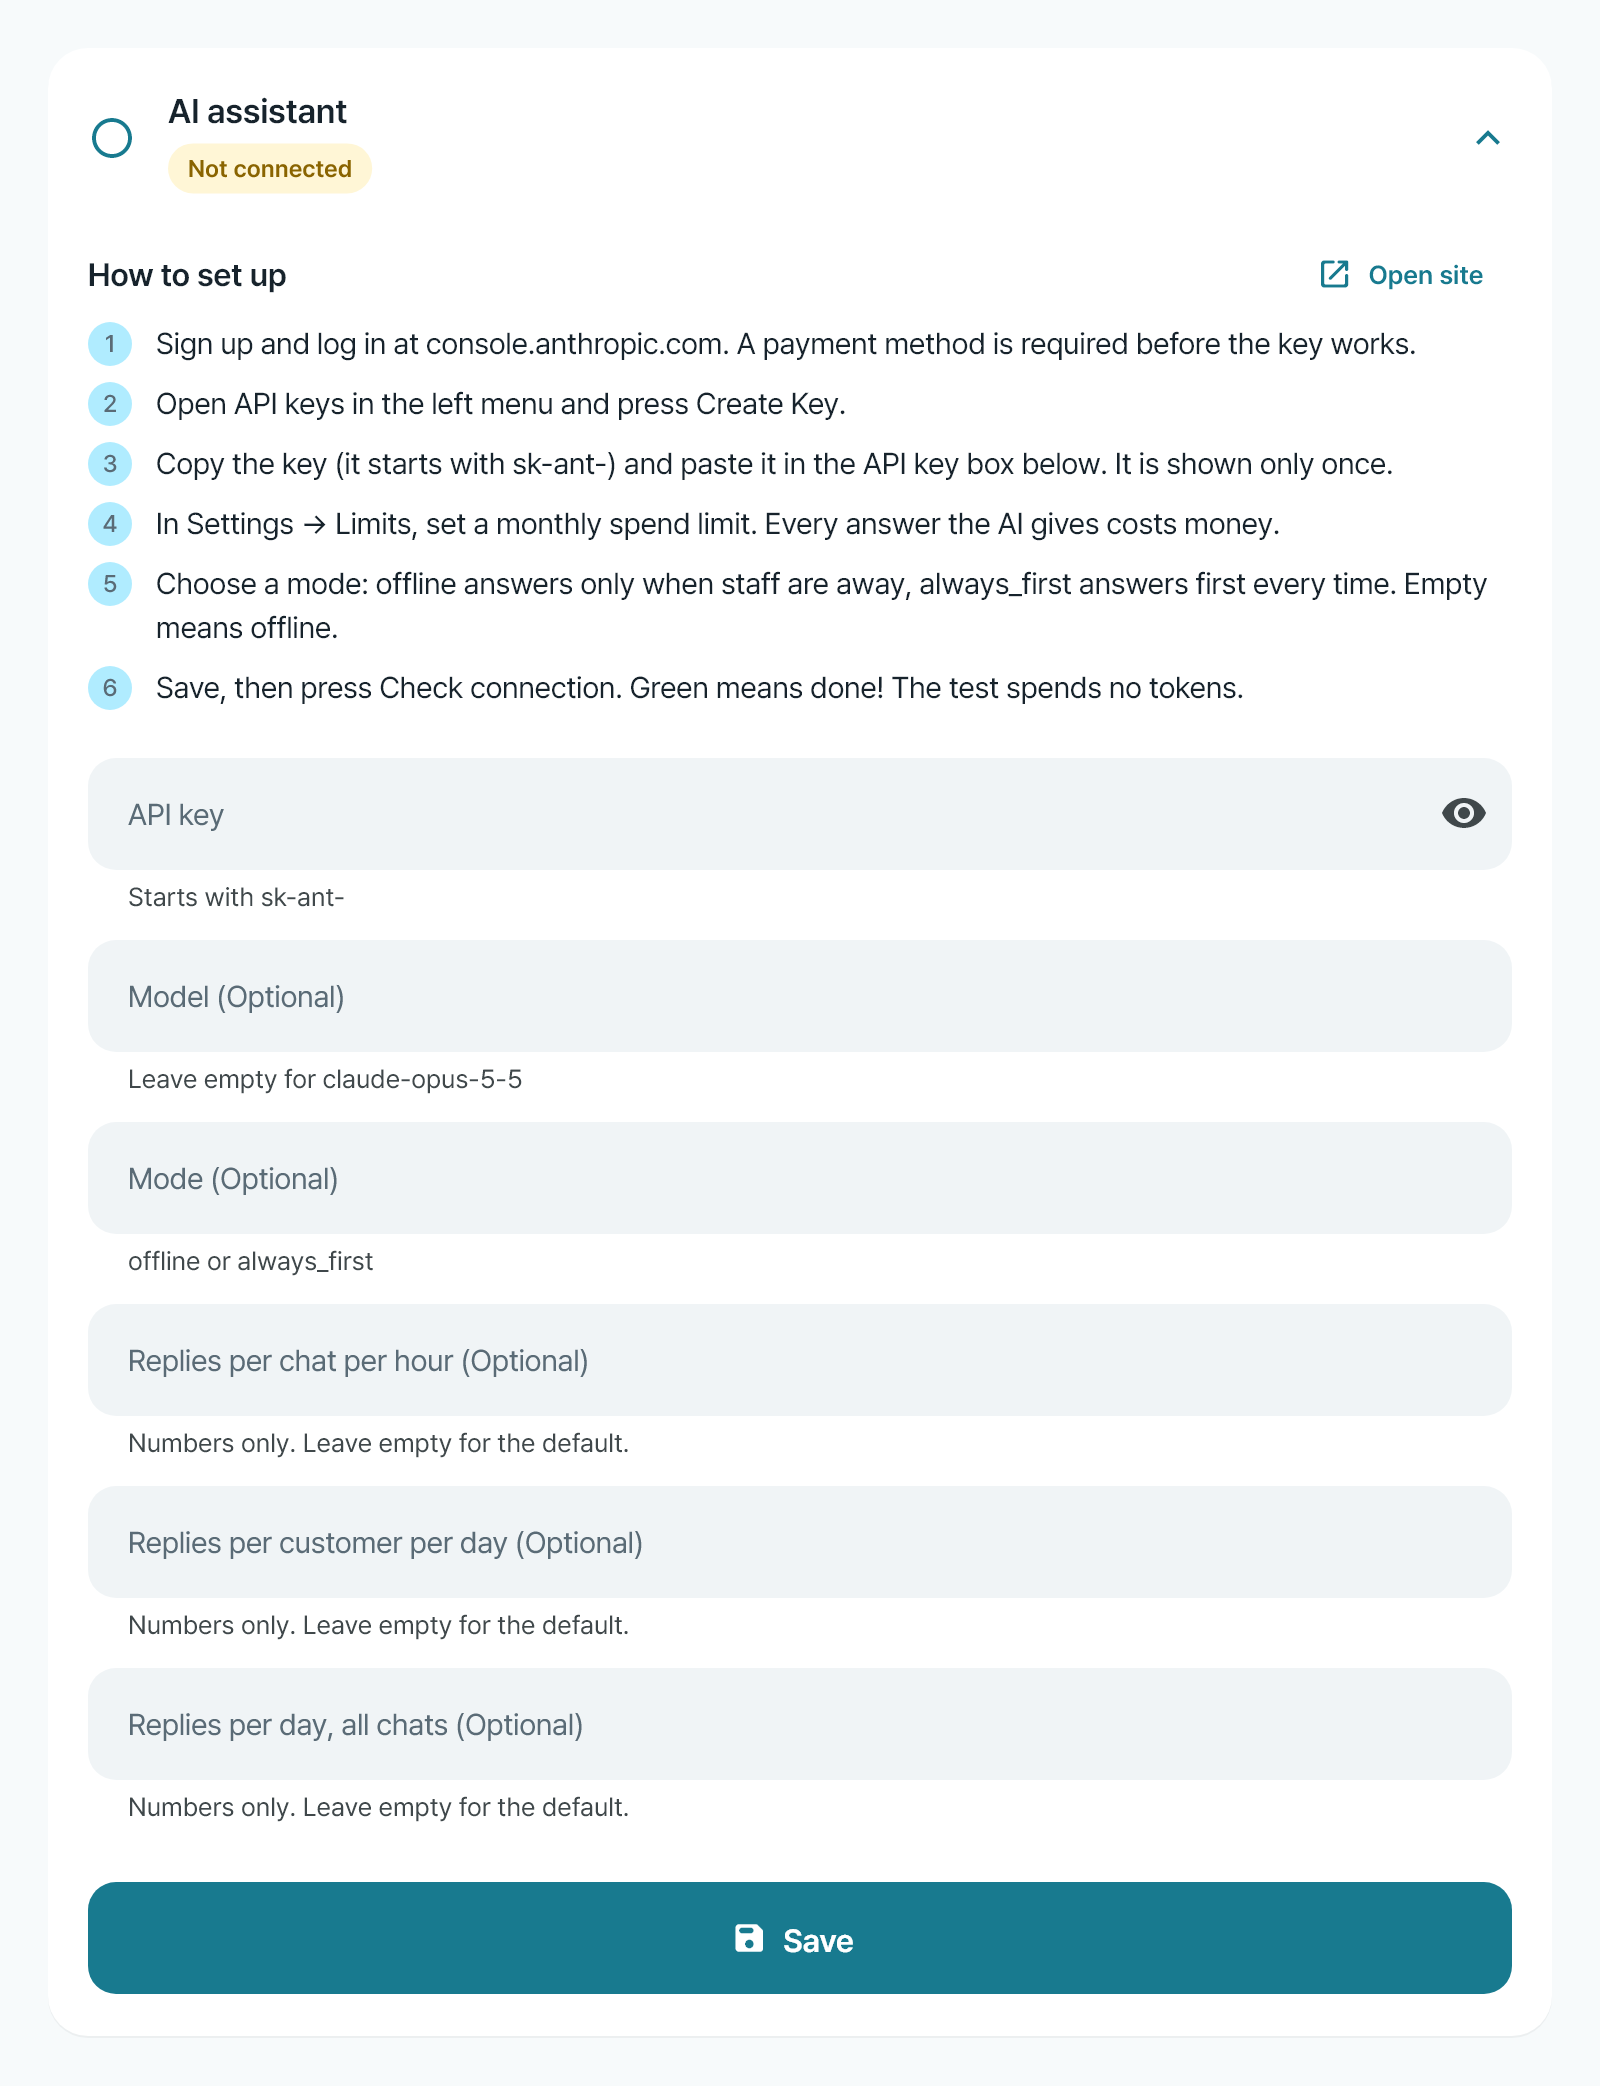 AI assistant
Not connected
How to set up
Open site
1 Sign up and log in at console.anthropic.com. A payment method is required before the key works.
2 Open API keys in the left menu and press Create Key.
3 Copy the key (it starts with sk-ant-) and paste it in the API key box below. It is shown only once.
4 In Settings → Limits, set a monthly spend limit. Every answer the AI gives costs money.
5 Choose a mode: offline answers only when staff are away, always_first answers first every time. Empty
means offline.
6 Save, then press Check connection. Green means done! The test spends no tokens.
API key
Starts with sk-ant-
Model (Optional)
Leave empty for claude-opus-5-5
Mode (Optional)
offline or always_first
Replies per chat per hour (Optional)
Numbers only. Leave empty for the default.
Replies per customer per day (Optional)
Numbers only. Leave empty for the default.
Replies per day, all chats (Optional)
Numbers only. Leave empty for the default.
Save